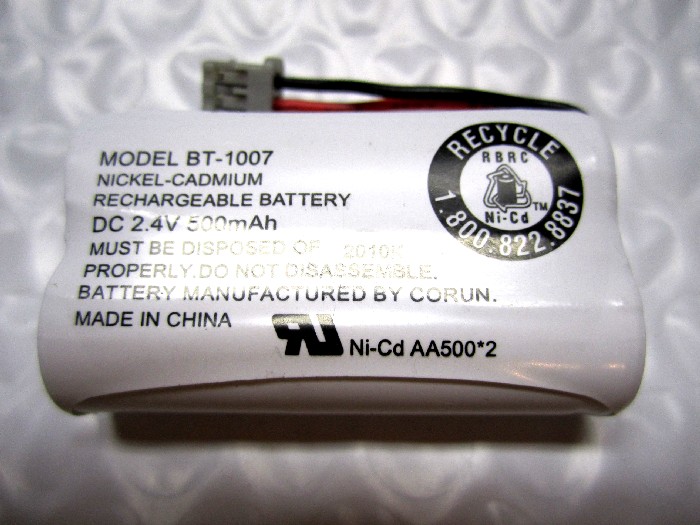 MODEL BT-1007
NICKEL-CADMIUM
RECHARGEABLE BATTERY
DC 2.4V 500mAh
MUST BE DISPOSED OF 2010K
PROPERLY.DO NOT DISASSEMBLE.
BATTERY MANUFACTURED BY CORUN.
MADE IN CHINA
Ni-Cd AA500*2
RECYCLE
RBRC
Ni-Cd TM
1.800.822.8837